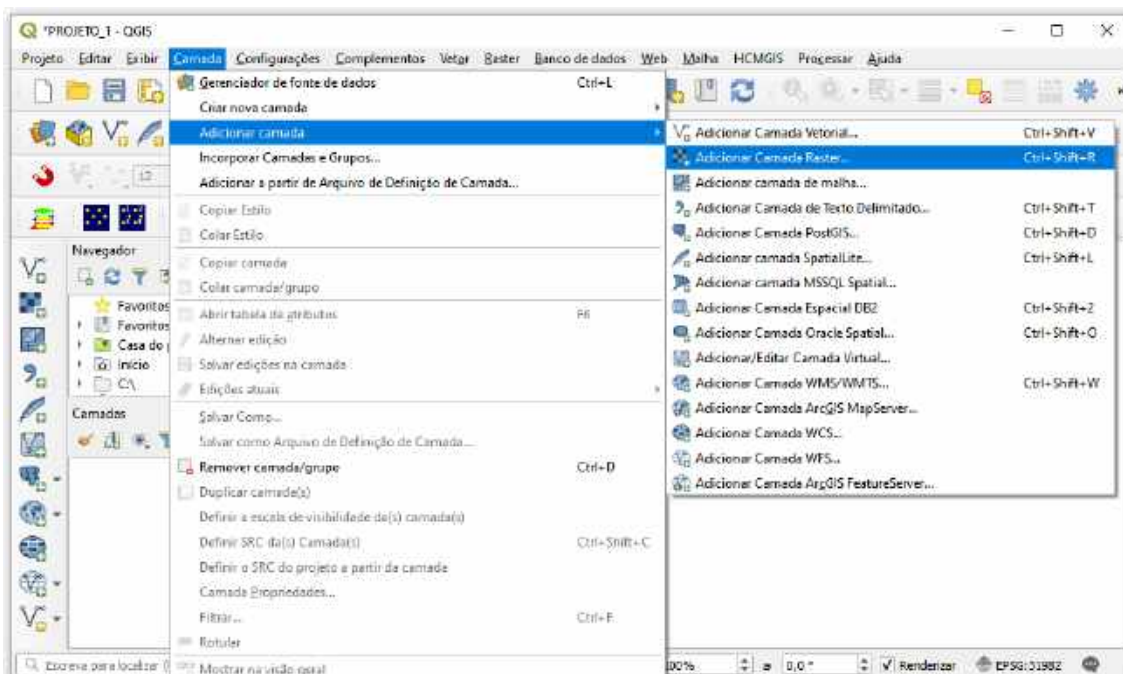 *PROJETO_1 - QGIS
Projeto Editar Exibir Camada Configurações Complementos Vetor Raster Banco de dados Web Malha HCMGIS Processar Ajuda
Gerenciador de fonte de dados Ctrl+L
Criar nova camada
Adicionar camada
Incorporar Camadas e Grupos...
Adicionar a partir de Arquivo de Definição de Camada...
Copiar Estilo
Colar Estilo
Copiar camada
Colar camada/grupo
Abrir tabela de atributos F6
Alternar edição
Salvar edições na camada
Edições atuais
Salvar Como...
Salvar como Arquivo de Definição de Camada...
Remover camada/grupo Ctrl+D
Duplicar camada(s)
Definir a escala de visibilidade da(s) camada(s)
Definir SRC da(s) Camada(s) Ctrl+Shift+C
Definir o SRC do projeto a partir da camada
Camada Propriedades...
Filtrar... Ctrl+F
Rotular
Mostrar na visão geral
Adicionar Camada Vetorial... Ctrl+Shift+V
Adicionar Camada Raster... Ctrl+Shift+R
Adicionar camada de malha...
Adicionar Camada de Texto Delimitado... Ctrl+Shift+T
Adicionar Camada PostGIS... Ctrl+Shift+D
Adicionar camada SpatiaLite... Ctrl+Shift+L
Adicionar camada MSSQL Spatial...
Adicionar Camada Espacial DB2 Ctrl+Shift+2
Adicionar Camada Oracle Spatial... Ctrl+Shift+O
Adicionar/Editar Camada Virtual...
Adicionar Camada WMS/WMTS... Ctrl+Shift+W
Adicionar Camada ArcGIS MapServer...
Adicionar Camada WCS...
Adicionar Camada WFS...
Adicionar Camada ArcGIS FeatureServer...
12
Navegador
Favoritos
Favoritos
Casa do
Início
C:\
Camadas
Escreva para localizar
00%
0,0 °
Renderizar
EPSG:31982